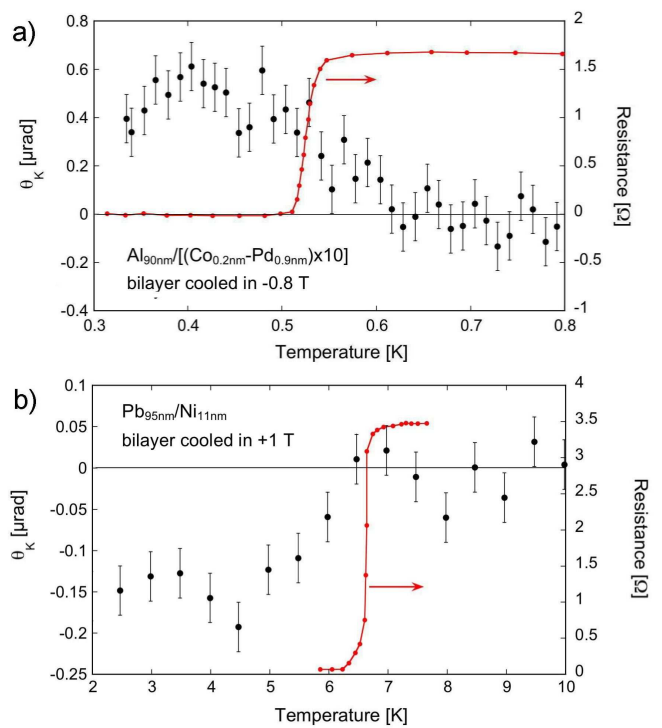 a)
0.8
0.6
0.4
0.2
0
-0.2
-0.4
θK [μrad]
2
1.5
1
0.5
0
-0.5
-1
Resistance [Ω]
Al90nm/[(Co0.2nm-Pd0.9nm)x10]
bilayer cooled in -0.8 T
0.3 0.4 0.5 0.6 0.7 0.8
Temperature [K]
b)
0.1
0.05
0
-0.05
-0.1
-0.15
-0.2
-0.25
θK [μrad]
4
3.5
3
2.5
2
1.5
1
0.5
0
Resistance [Ω]
Pb95nm/Ni11nm
bilayer cooled in +1 T
2 3 4 5 6 7 8 9 10
Temperature [K]